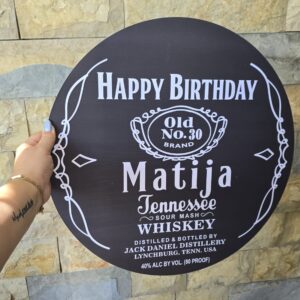 HAPPY BIRTHDAY
Old
No. 30
BRAND
Matija
Tennessee
SOUR MASH
WHISKEY
DISTILLED & BOTTLED BY
JACK DANIEL DISTILLERY
LYNCHBURG, TENN. USA
40% ALC BY VOL. (80 PROOF)